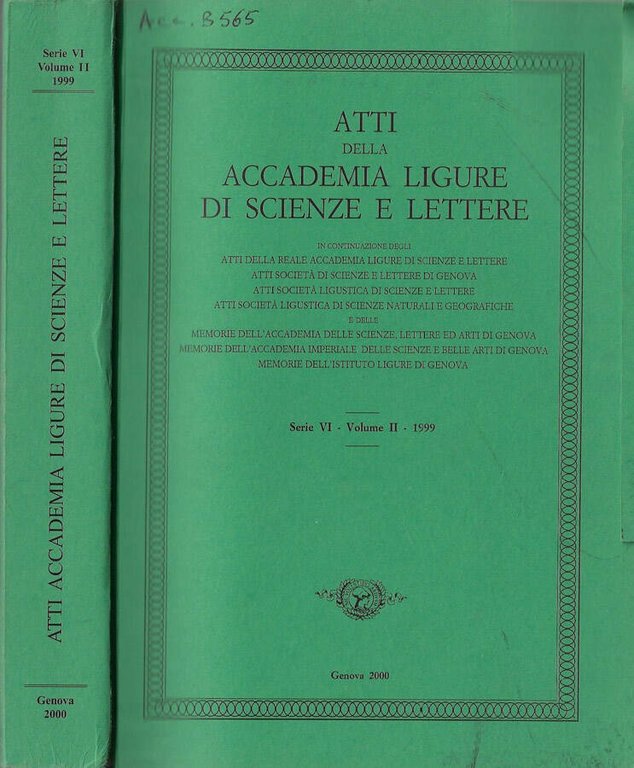 Serie VI
Volume II
1999
ATTI ACCADEMIA LIGURE DI SCIENZE E LETTERE
Genova
2000
Acc. B 565
ATTI
DELLA
ACCADEMIA LIGURE
DI SCIENZE E LETTERE
IN CONTINUAZIONE DEGLI
ATTI DELLA REALE ACCADEMIA LIGURE DI SCIENZE E LETTERE
ATTI SOCIETÀ DI SCIENZE E LETTERE DI GENOVA
ATTI SOCIETÀ LIGUSTICA DI SCIENZE E LETTERE
ATTI SOCIETÀ LIGUSTICA DI SCIENZE NATURALI E GEOGRAFICHE
E DELLE
MEMORIE DELL'ACCADEMIA DELLE SCIENZE, LETTERE ED ARTI DI GENOVA
MEMORIE DELL'ACCADEMIA IMPERIALE DELLE SCIENZE E BELLE ARTI DI GENOVA
MEMORIE DELL'ISTITUTO LIGURE DI GENOVA
Serie VI - Volume II - 1999
Genova 2000